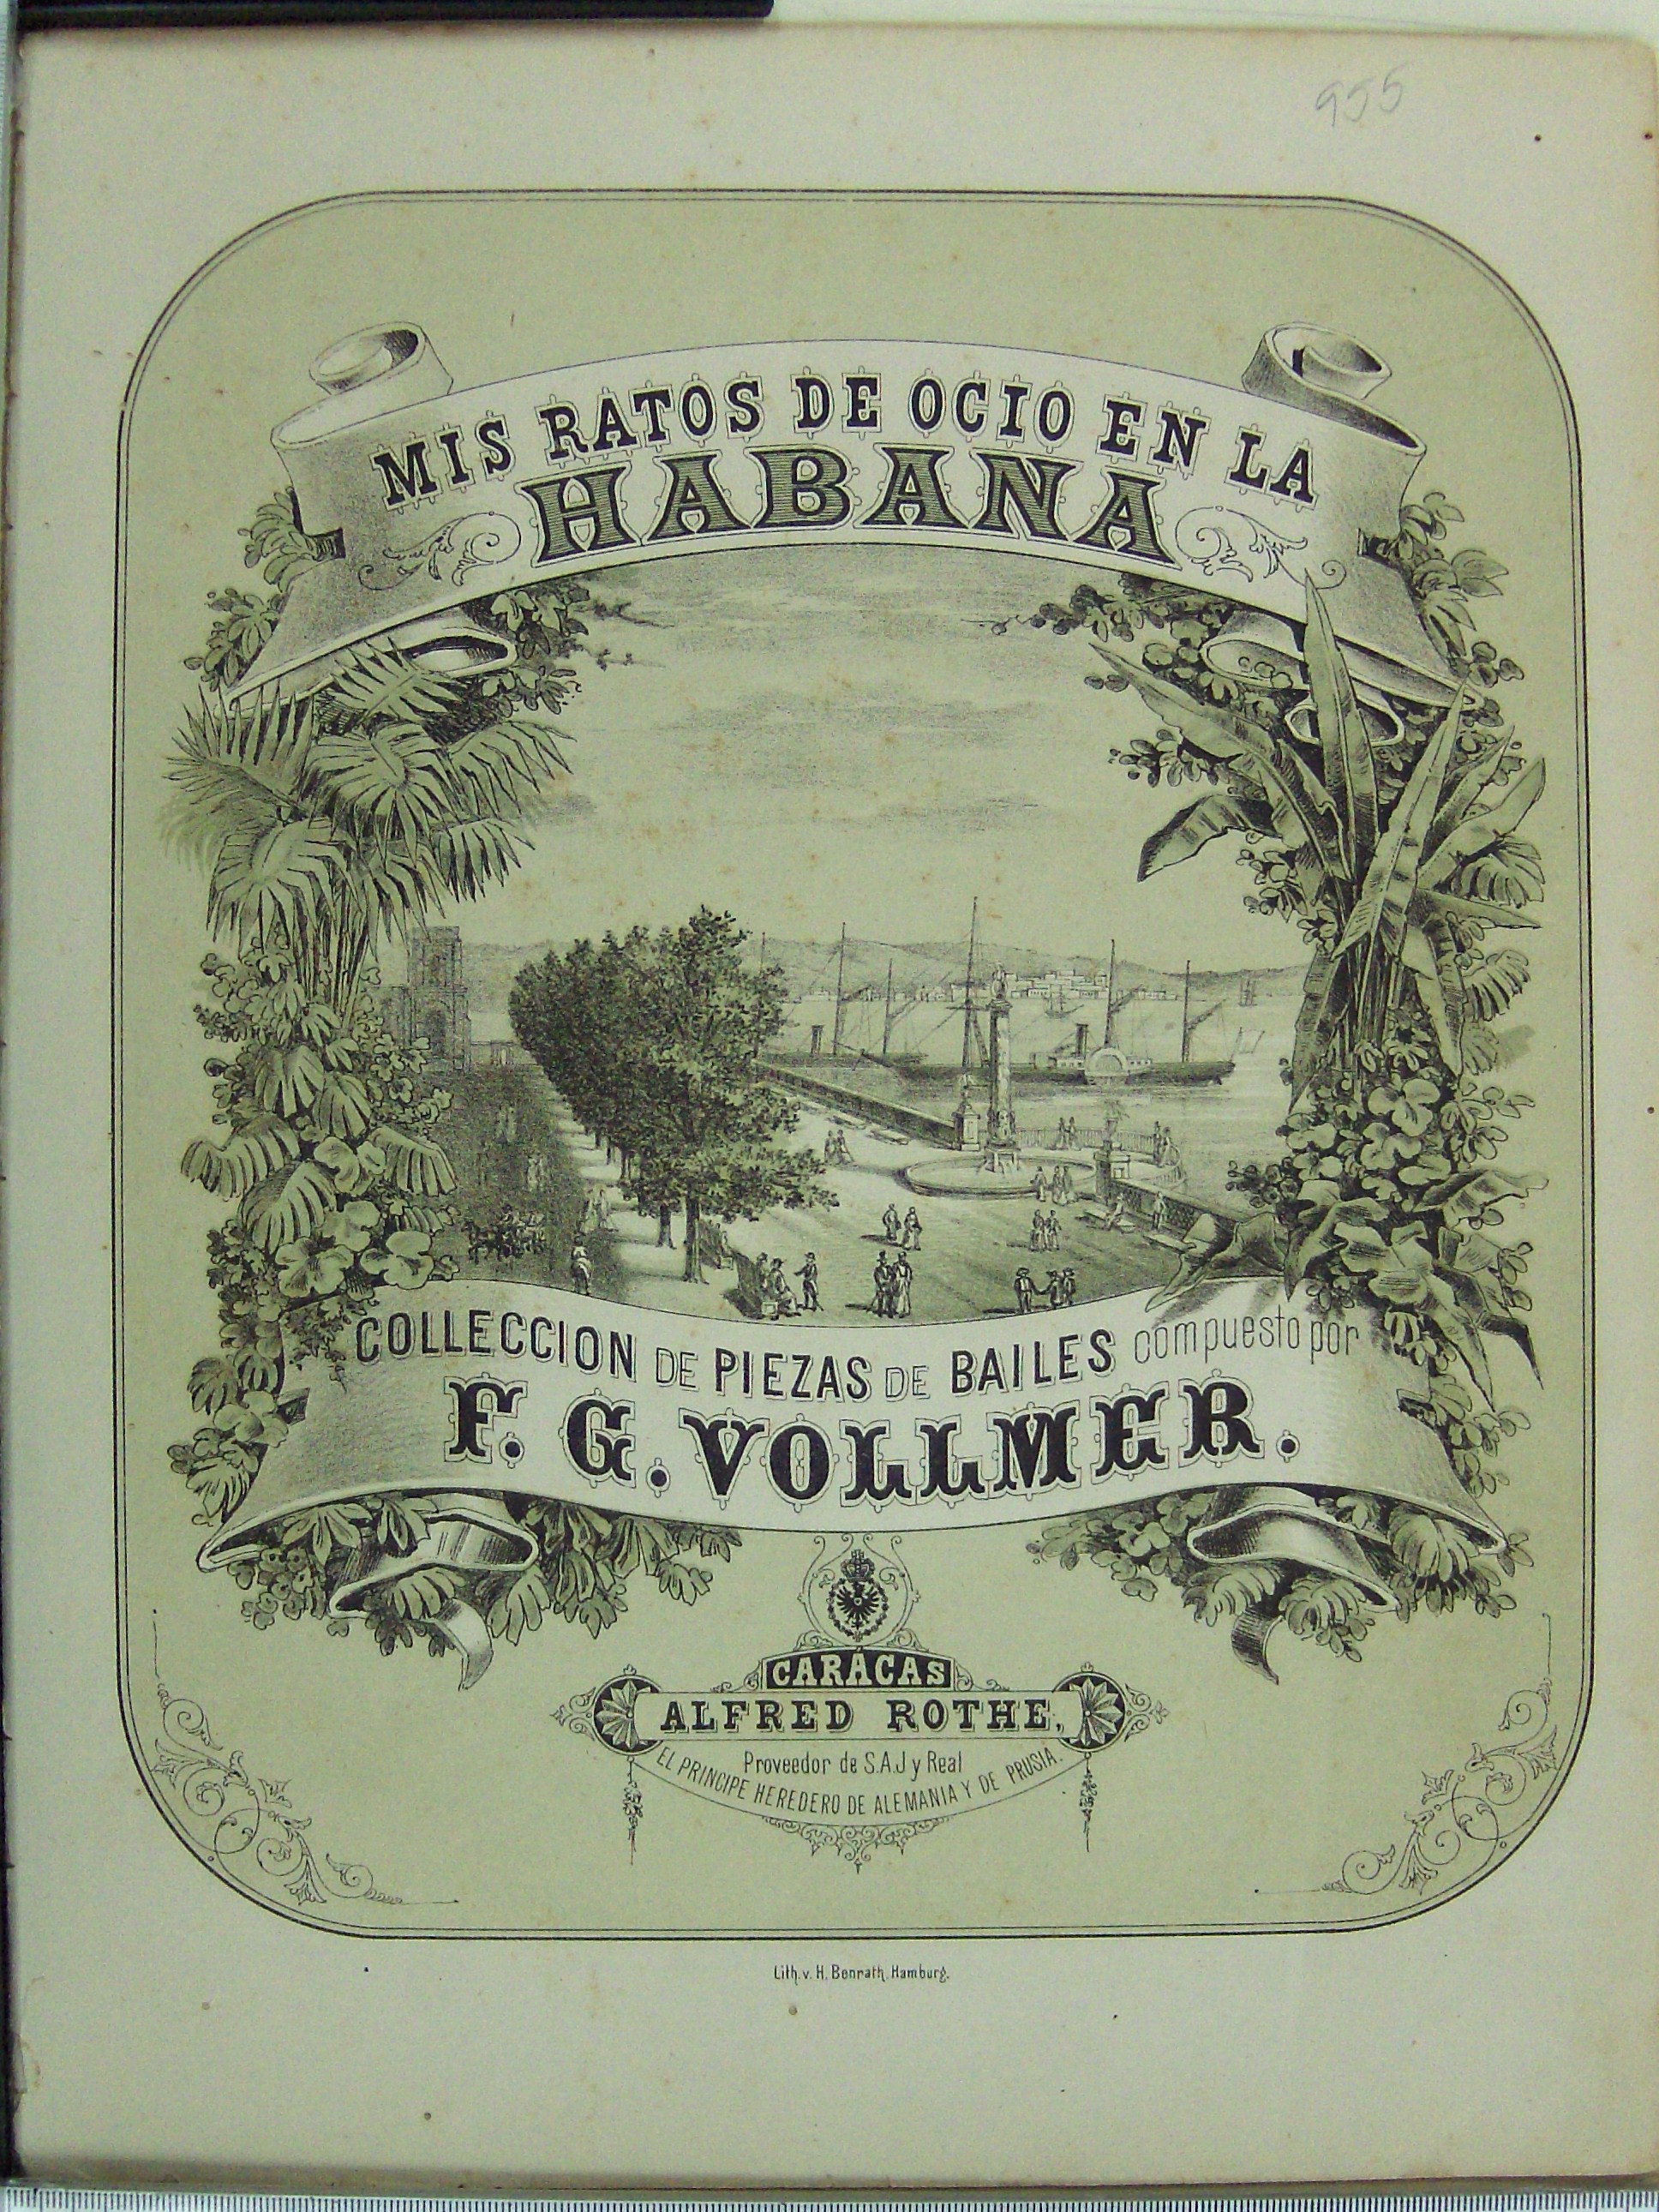 955
MIS RATOS DE OCIO EN LA
HABANA
COLLECCION DE PIEZAS DE BAILES compuesto por
F. G. VOLLMER.
CARÁCAS
ALFRED ROTHE,
Proveedor de S.A.J y Real
EL PRINCIPE HEREDERO DE ALEMANIA Y DE PRUSIA.
Lith. v. H. Benrath. Hamburg.